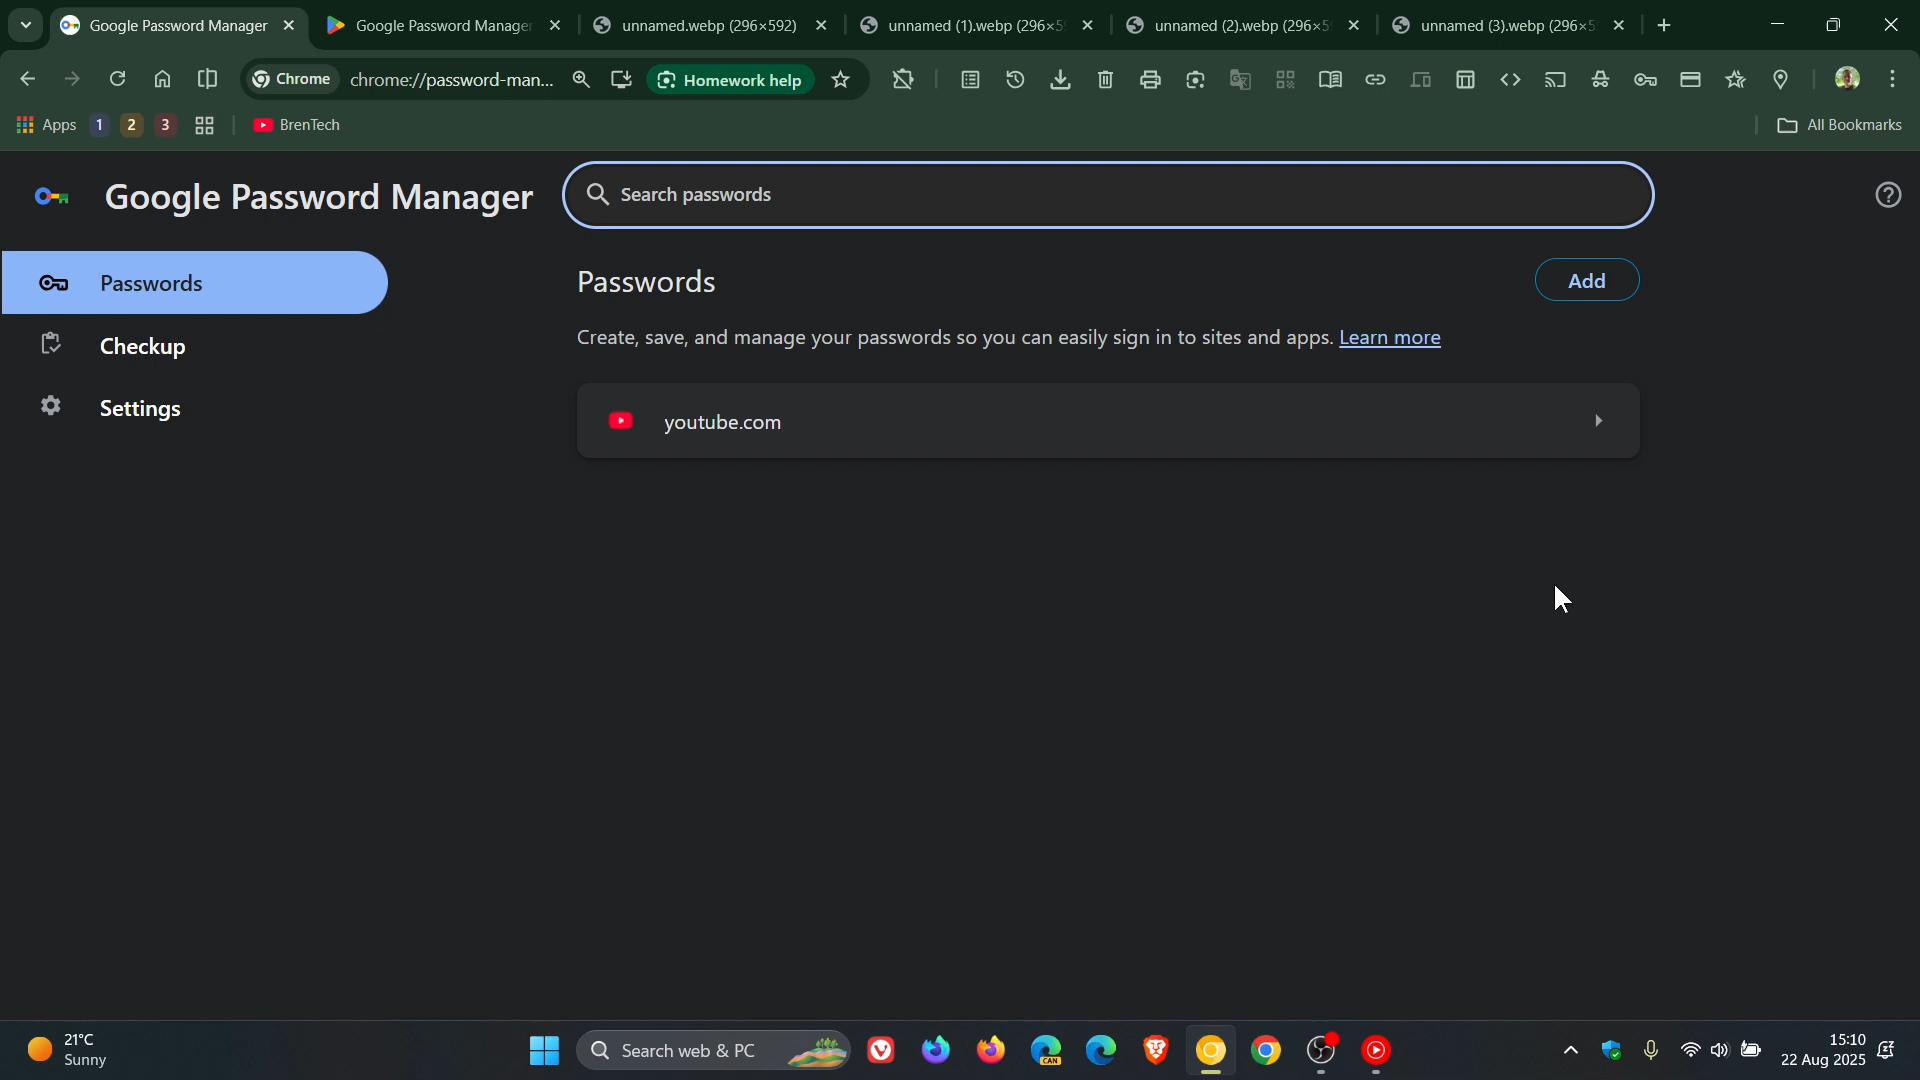 Google Password Manager
Google Password Manage
unnamed.webp (296×592)
unnamed (1).webp (296×5
unnamed (2).webp (296×5
unnamed (3).webp (296×5
Chrome
chrome://password-man...
Homework help
Apps
1
2
3
BrenTech
All Bookmarks
Google Password Manager
Search passwords
Passwords
Checkup
Settings
Passwords
Add
Create, save, and manage your passwords so you can easily sign in to sites and apps. Learn more
youtube.com
21°C
Sunny
Search web & PC
CAN
15:10
22 Aug 2025